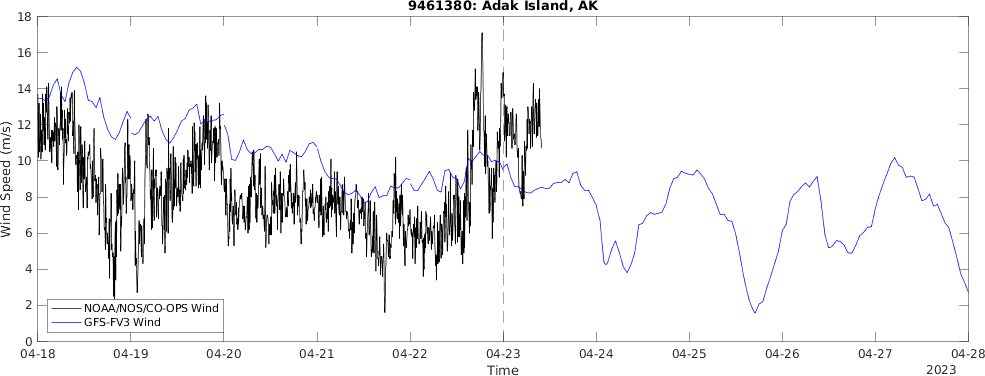 9461380: Adak Island, AK
Wind Speed (m/s)
18
16
14
12
10
8
6
4
2
0
NOAA/NOS/CO-OPS Wind
GFS-FV3 Wind
04-18 04-19 04-20 04-21 04-22 04-23 04-24 04-25 04-26 04-27 04-28
Time
2023